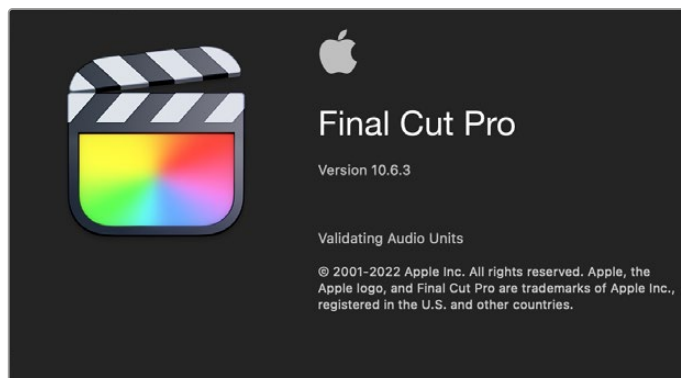 Final Cut Pro
Version 10.6.3
Validating Audio Units
© 2001-2022 Apple Inc. All rights reserved. Apple, the
Apple logo, and Final Cut Pro are trademarks of Apple Inc.,
registered in the U.S. and other countries.